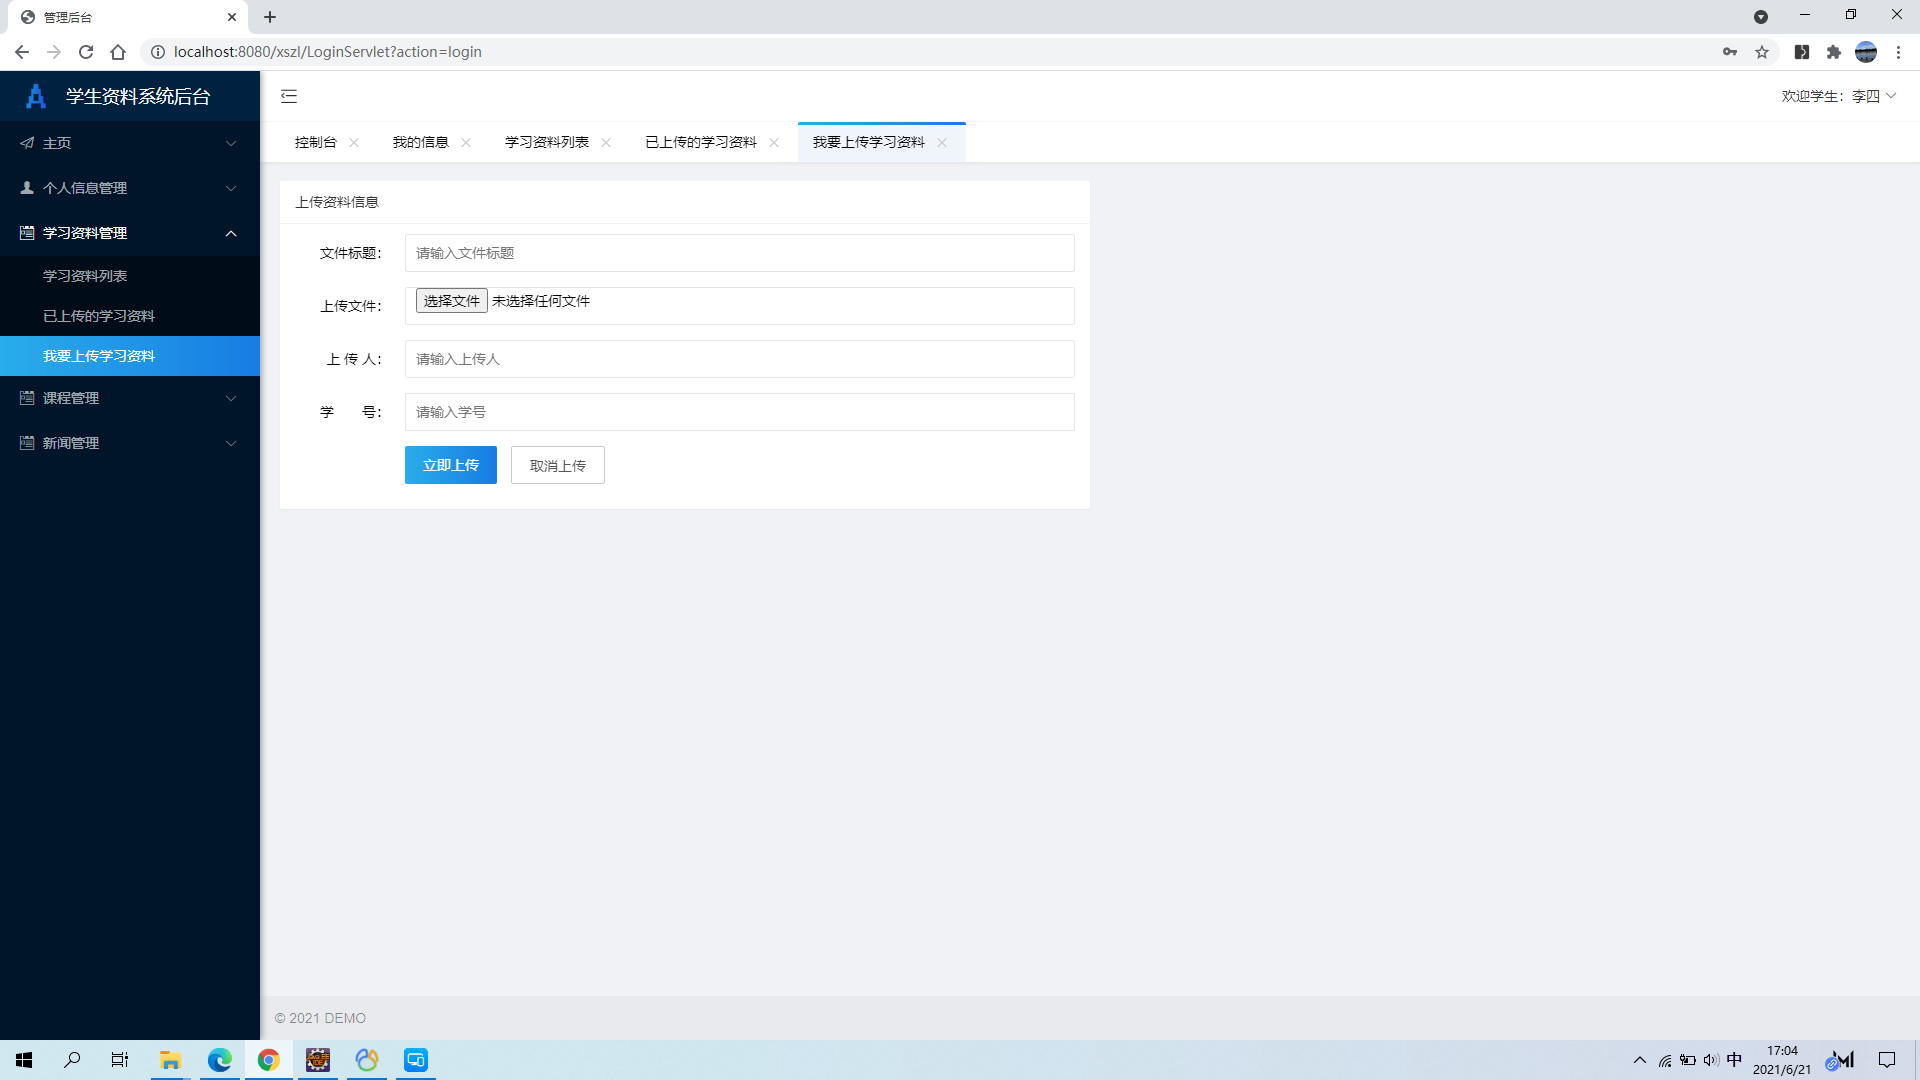 管理后台
localhost:8080/xszl/LoginServlet?action=login
学生资料系统后台
欢迎学生：李四
主页
个人信息管理
学习资料管理
学习资料列表
已上传的学习资料
我要上传学习资料
课程管理
新闻管理
控制台
我的信息
学习资料列表
已上传的学习资料
我要上传学习资料
上传资料信息
文件标题： 请输入文件标题
上传文件： 选择文件 未选择任何文件
上 传 人： 请输入上传人
学 号： 请输入学号
立即上传 取消上传
© 2021 DEMO
中
17:04
2021/6/21